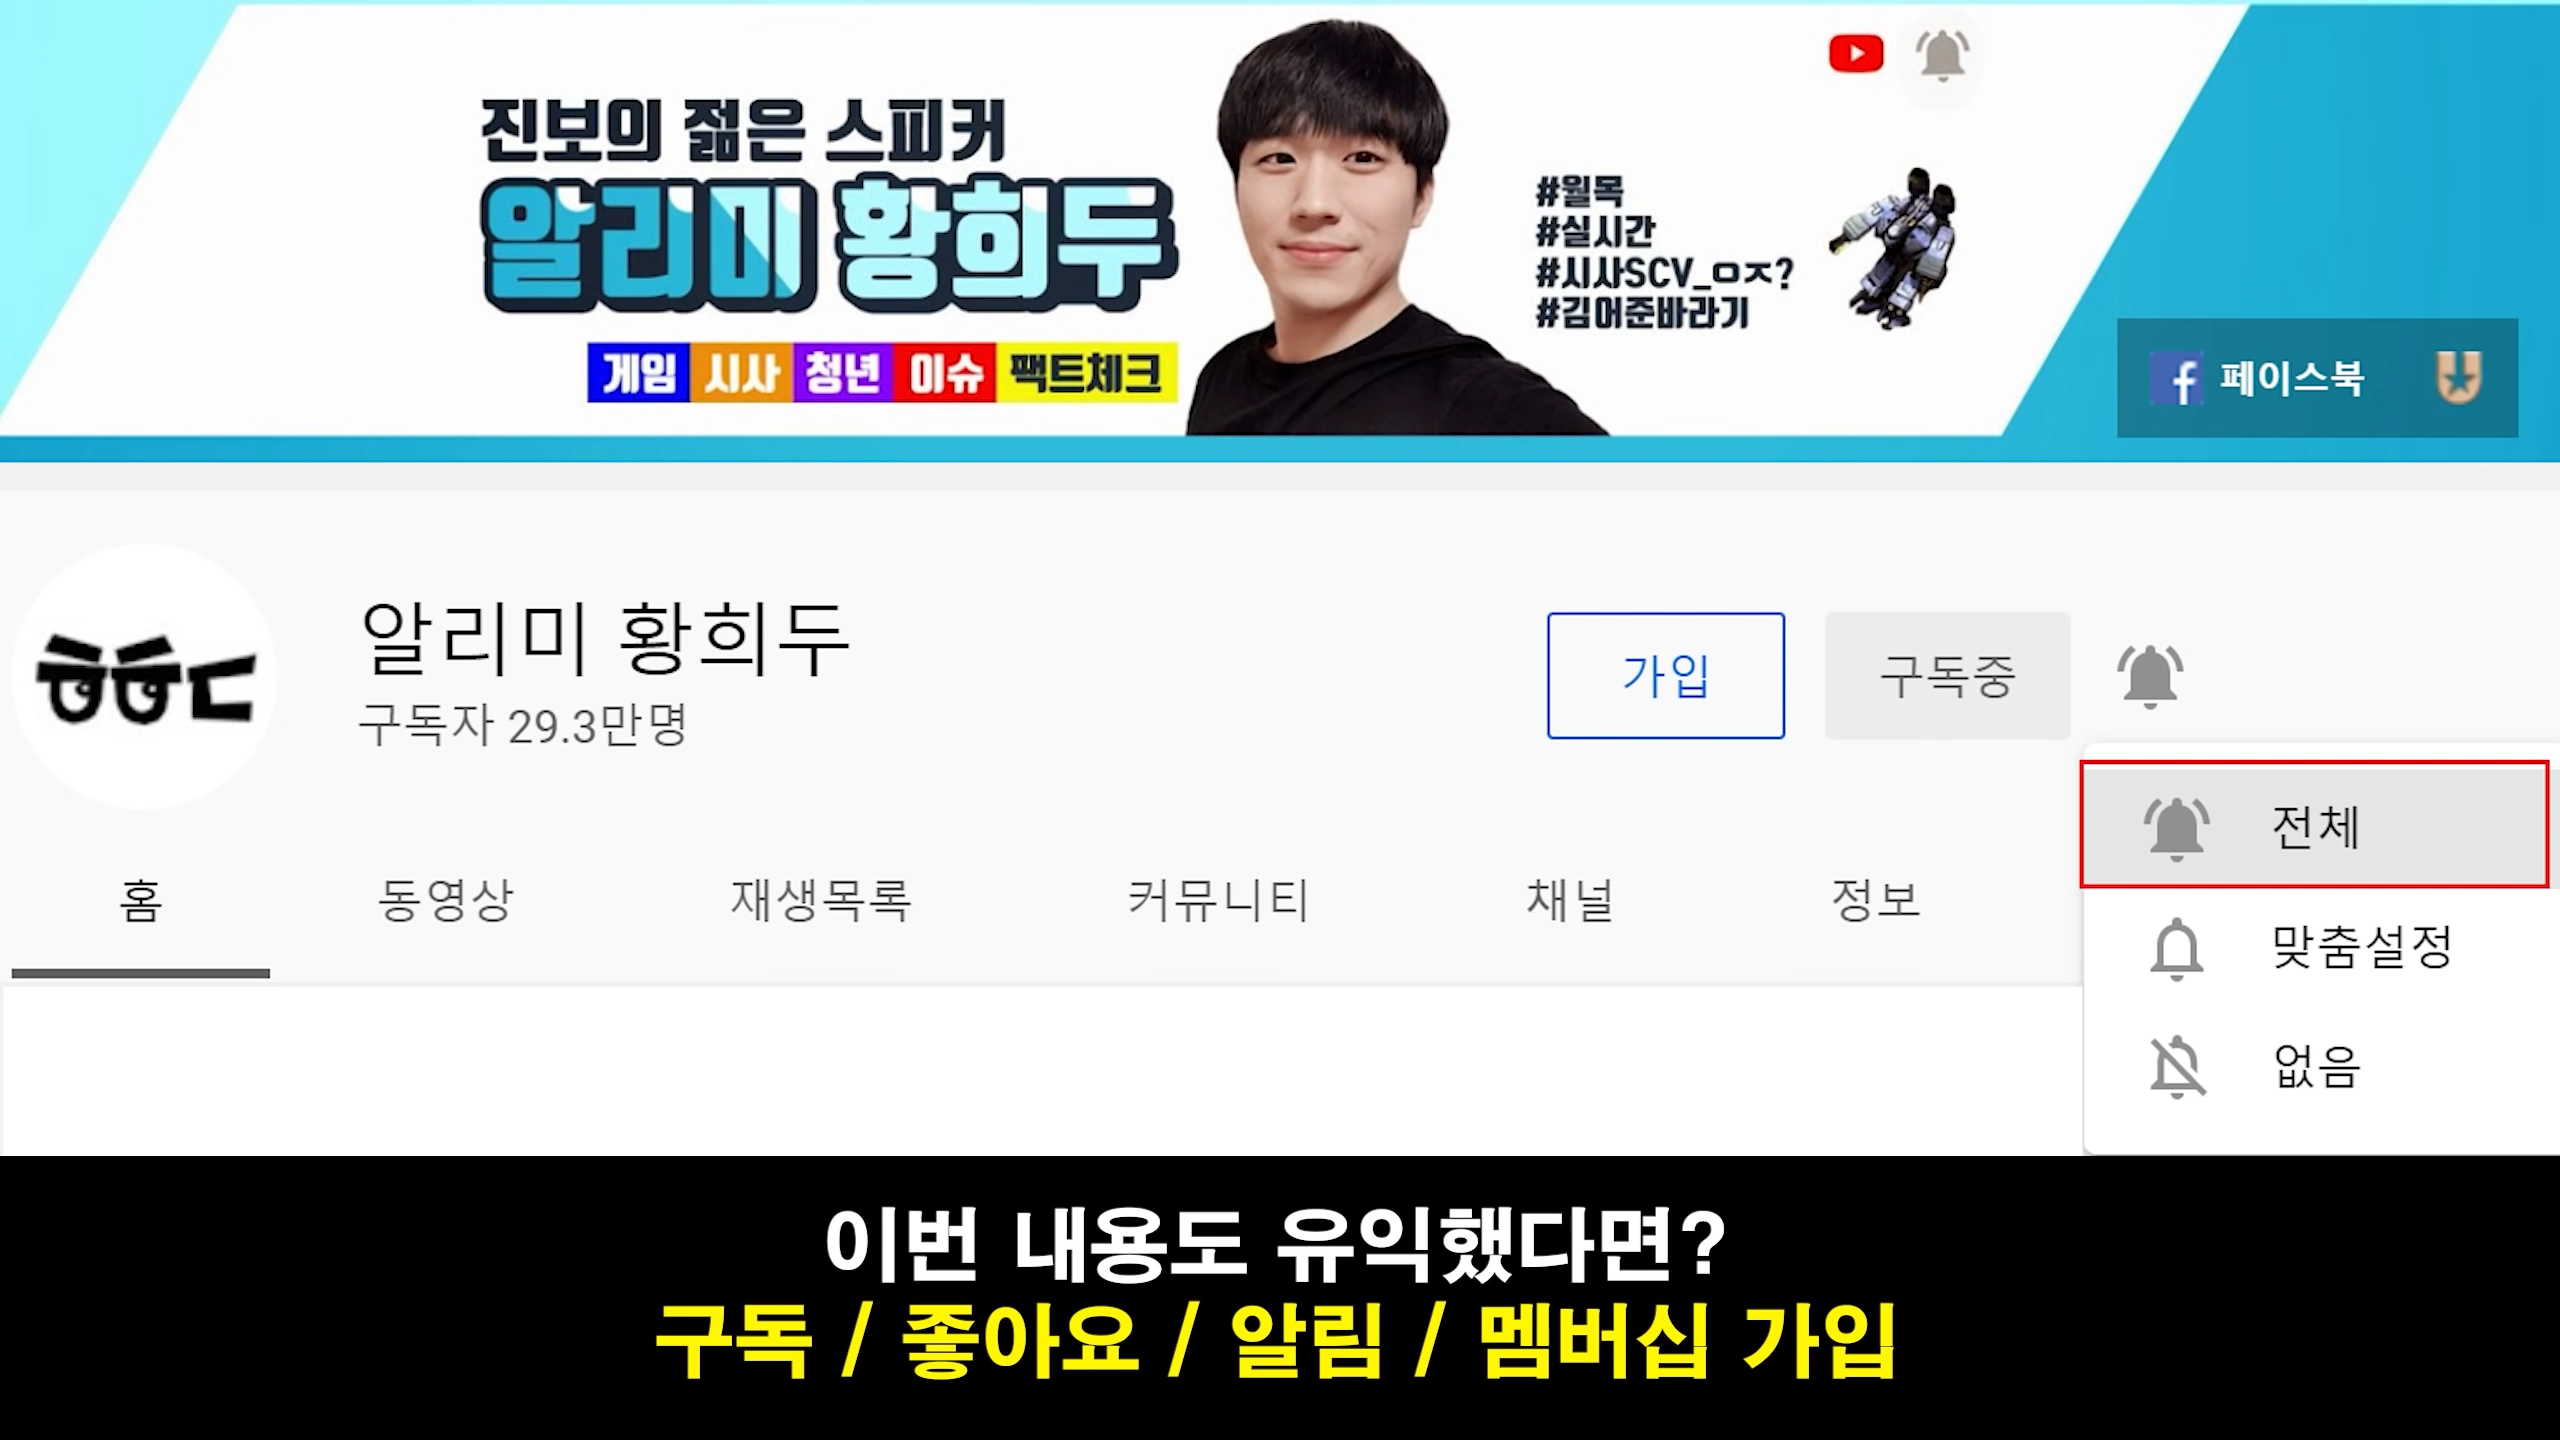 진보의 젊은 스피커
알리미 황희두
게임 시사 청년 이슈 팩트체크
#월목
#실시간
#시사SCV_ㅁㅈ?
#김어준바라기
페이스북
ㅎㅎㄷ
알리미 황희두
구독자 29.3만명
가입
구독중
홈
동영상
재생목록
커뮤니티
채널
정보
전체
맞춤설정
없음
이번 내용도 유익했다면?
구독 / 좋아요 / 알림 / 멤버십 가입